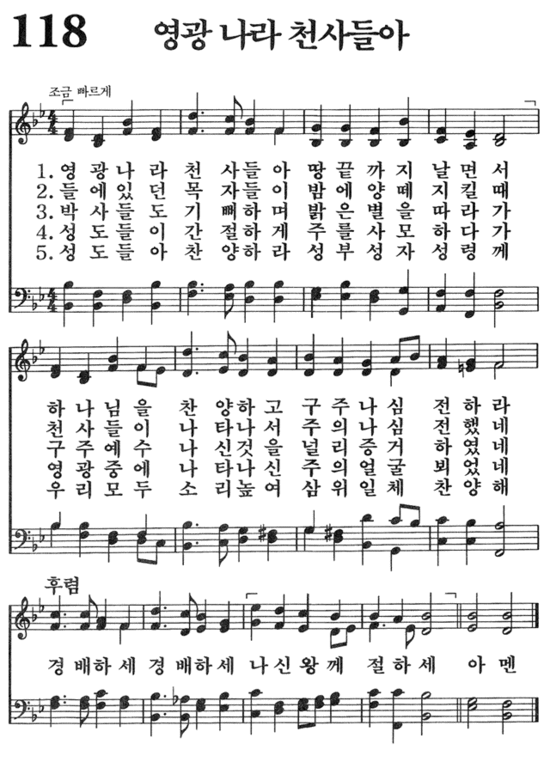 118 영광 나라 천사들아
조금 빠르게
1. 영 광 나 라 천 사 들 아 땅 끝 까 지 날 면 서
2. 들 에 있 던 목 자 들 이 밤 에 양 떼 지 킬 때
3. 박 사 들 도 기 뻐 하 며 밝 은 별 을 따 라 가
4. 성 도 들 이 간 절 하 게 주 를 사 모 하 다 가
5. 성 도 들 아 찬 양 하 라 성 부 성 자 성 령 께
하 나 님 을 찬 양 하 고 구 주 나 심 전 하 라
천 사 들 이 나 타 나 서 주 의 나 심 전 했 네
구 주 예 수 나 신 것 을 널 리 증 거 하 였 네
영 광 중 에 나 타 나 신 주 의 얼 굴 뵈 었 네
우 리 모 두 소 리 높 여 삼 위 일 체 찬 양 해
후렴
경 배 하 세 경 배 하 세 나 신 왕 께 절 하 세 아 멘